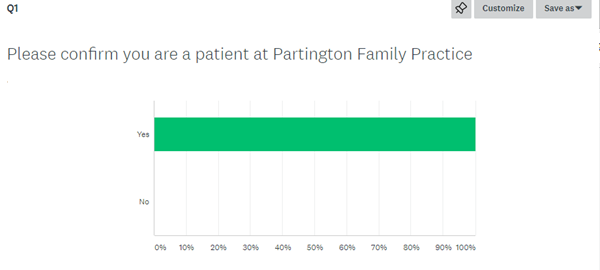 Q1
Customize
Save as
Please confirm you are a patient at Partington Family Practice
Yes
No
0% 10% 20% 30% 40% 50% 60% 70% 80% 90% 100%